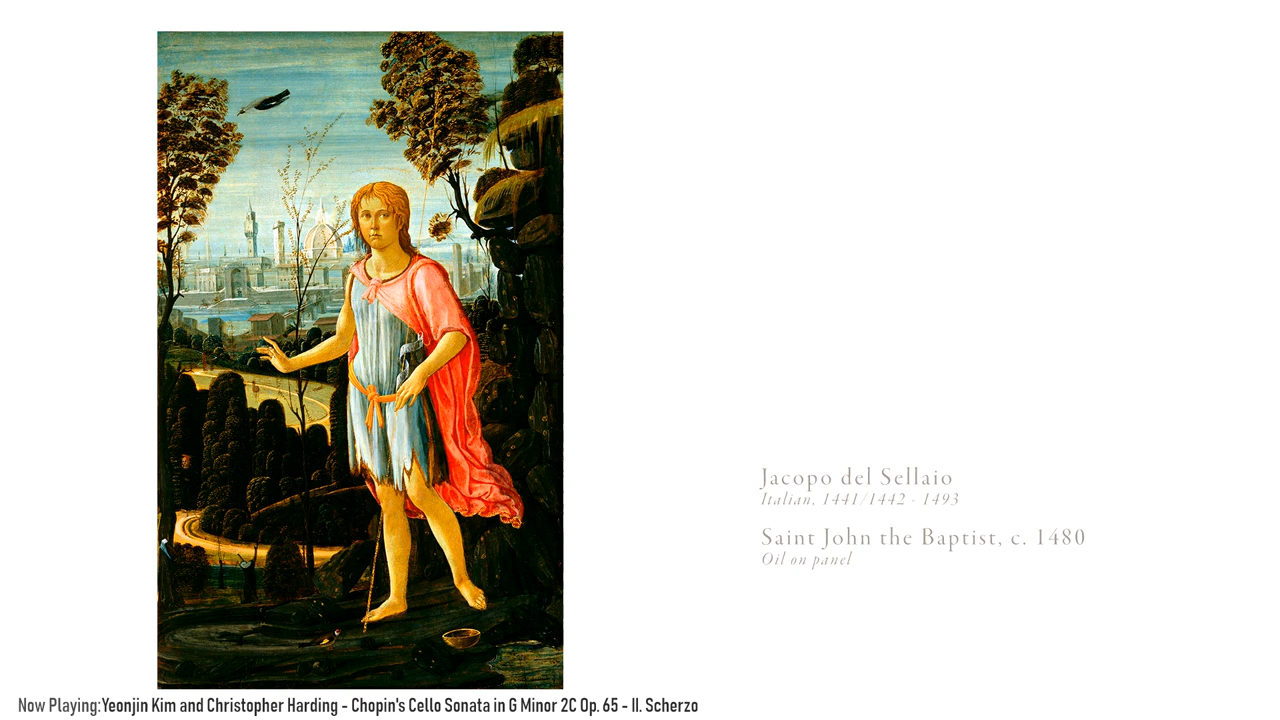 Jacopo del Sellaio
Italian, 1441/1442 - 1493
Saint John the Baptist, c. 1480
Oil on panel
Now Playing:Yeonjin Kim and Christopher Harding - Chopin's Cello Sonata in G Minor 2C Op. 65 - II. Scherzo